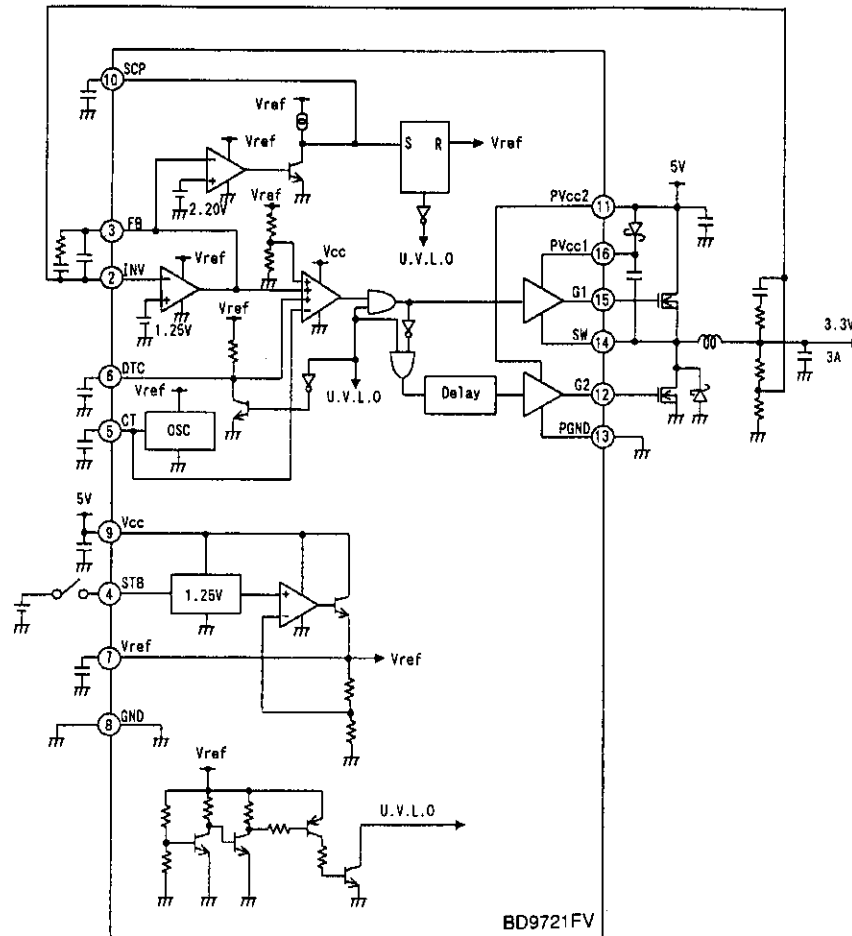 10 SCP
Vref
Vref
S R Vref
2.20V
Vref
U.V.L.O
5V
PVcc2 11
3 FB
Vcc
PVcc1 16
2 INV
Vref
G1 15
1.25V
Vref
SW 14
3.3V
3A
6 DTC
U.V.L.O
Delay
G2 12
Vref
5 CT
OSC
PGND 13
5V
9 Vcc
4 STB
1.25V
7 Vref
Vref
8 GND
Vref
U.V.L.O
BD9721FV